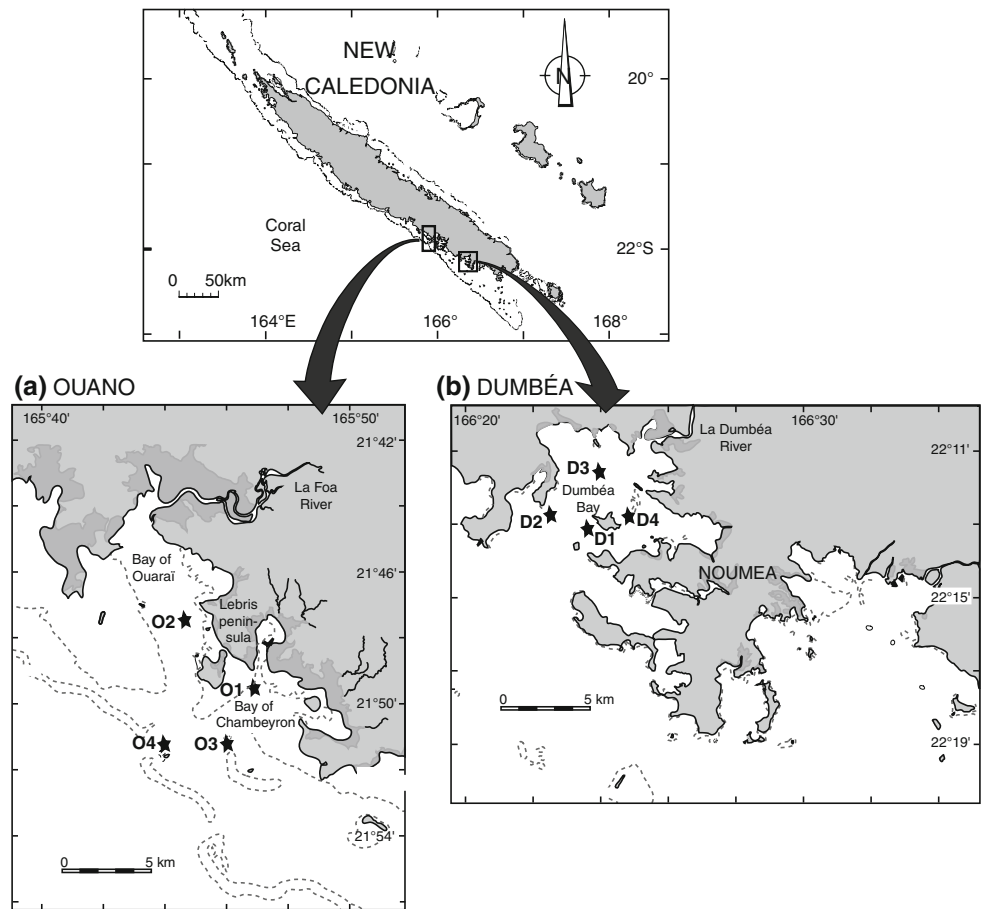 NEW
CALEDONIA
N
20°
Coral
Sea
22°S
0 50km
164°E 166° 168°
(a) OUANO
165°40' 165°50'
21°42'
La Foa
River
Bay of
Ouaraï
21°46'
O2
Lebris
penin-
sula
O1
21°50'
Bay of
Chambeyron
O4 O3
21°54'
0 5 km
(b) DUMBÉA
166°20' 166°30'
La Dumbéa
River
22°11'
D3
Dumbéa
Bay
D2
D4
D1
NOUMEA
22°15'
0 5 km
22°19'